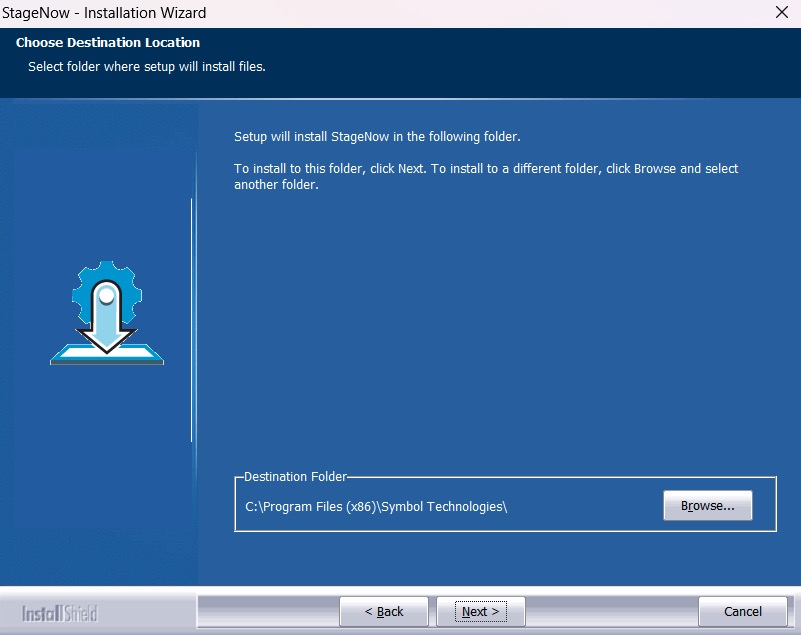 StageNow - Installation Wizard
Choose Destination Location
Select folder where setup will install files.
Setup will install StageNow in the following folder.
To install to this folder, click Next. To install to a different folder, click Browse and select
another folder.
Destination Folder
C:\Program Files (x86)\Symbol Technologies\
Browse...
InstallShield
< Back
Next >
Cancel